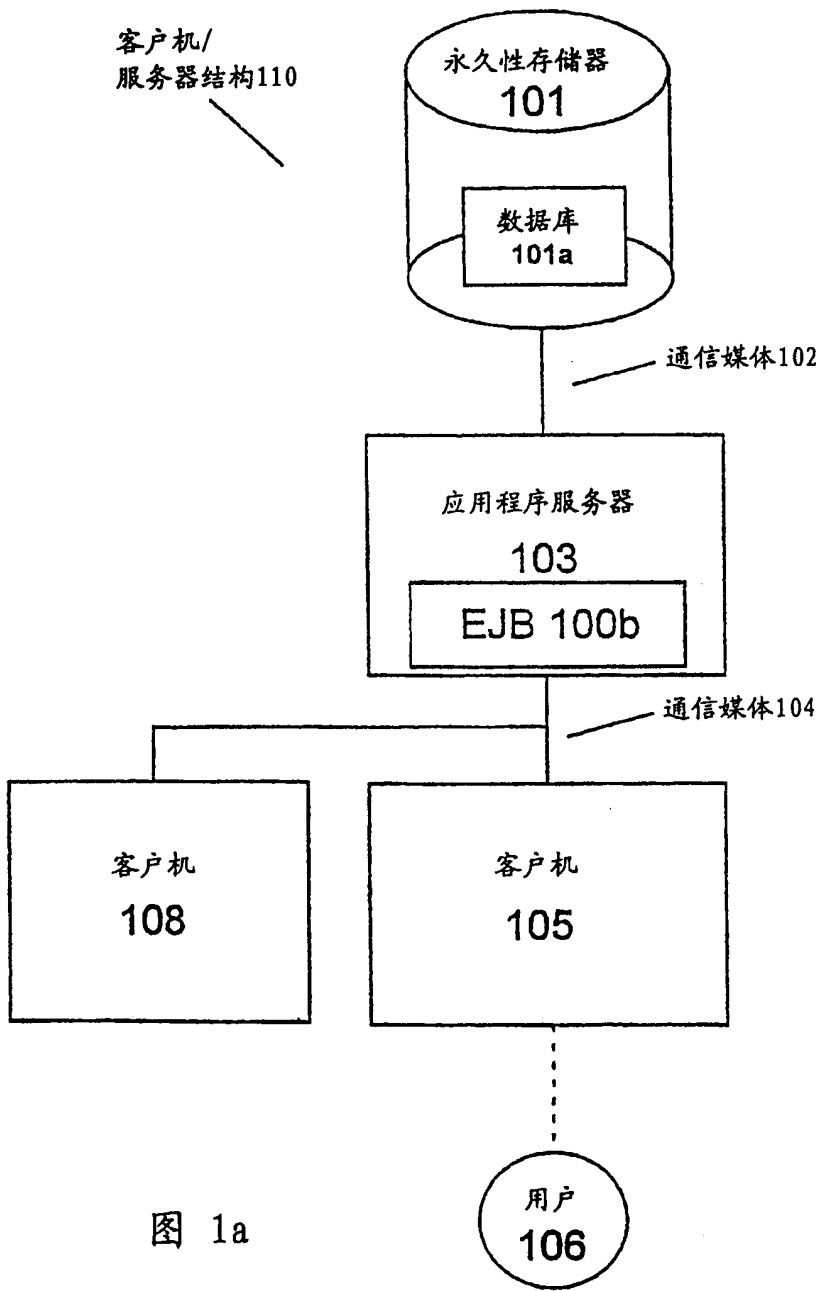 客户机/
服务器结构110
永久性存储器
101
数据库
101a
通信媒体102
应用程序服务器
103
EJB 100b
通信媒体104
客户机
108
客户机
105
用户
106
图 1a